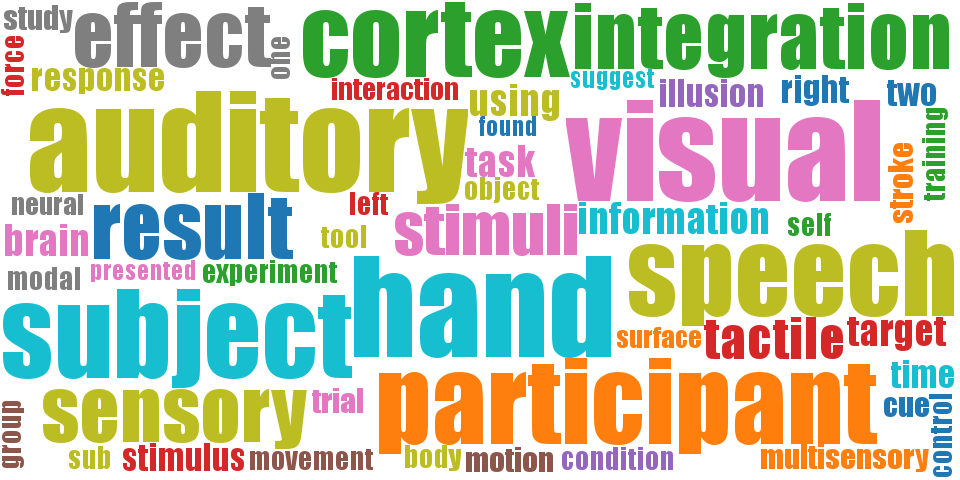 study
effect
one
cortex
integration
force
response
interaction
using
suggest
illusion
right
two
auditory
found
visual
task
object
stroke
training
neural
result
left
stimuli
information
self
brain
tool
modal
presented
experiment
hand
speech
subject
surface
tactile
target
participant
time
sensory
trial
cue
control
group
sub
stimulus
movement
body
motion
condition
multisensory